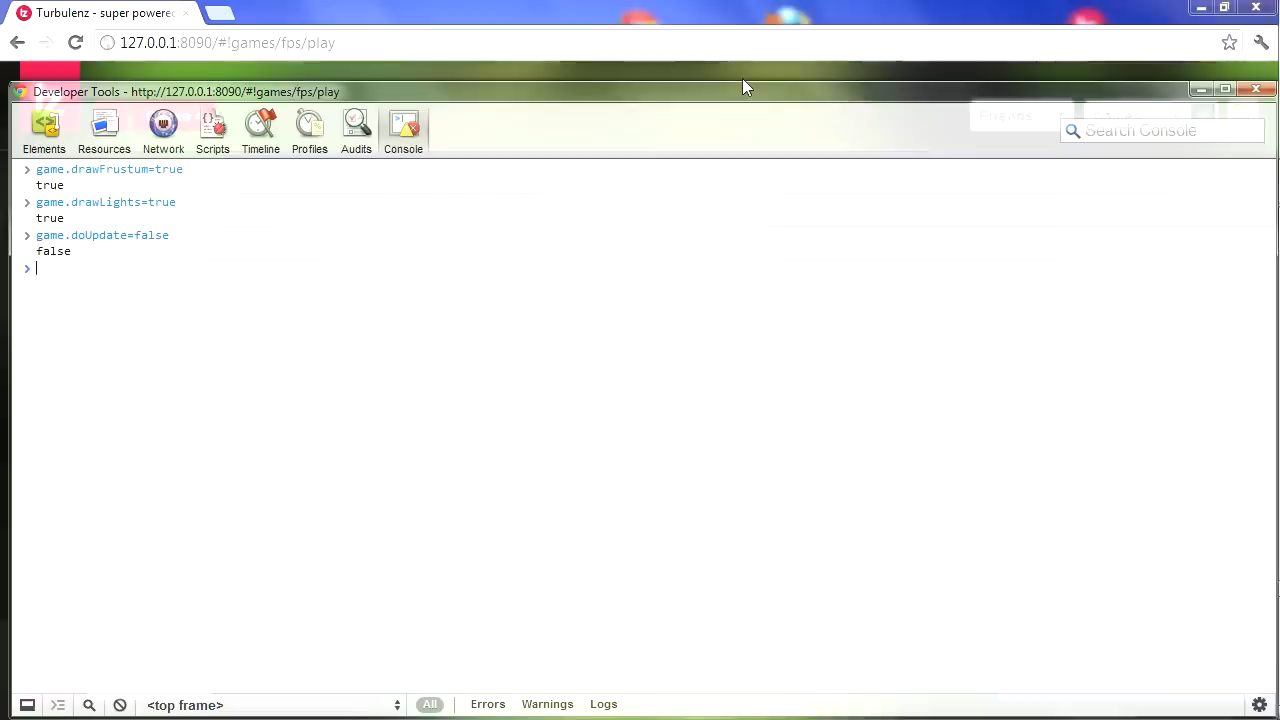 Turbulenz - super powered
127.0.0.1:8090/#!games/fps/play
Developer Tools - http://127.0.0.1:8090/#!games/fps/play
Friends
Elements Resources Network Scripts Timeline Profiles Audits Console Search Console
> game.drawFrustum=true
true
> game.drawLights=true
true
> game.doUpdate=false
false
>
<top frame> All Errors Warnings Logs